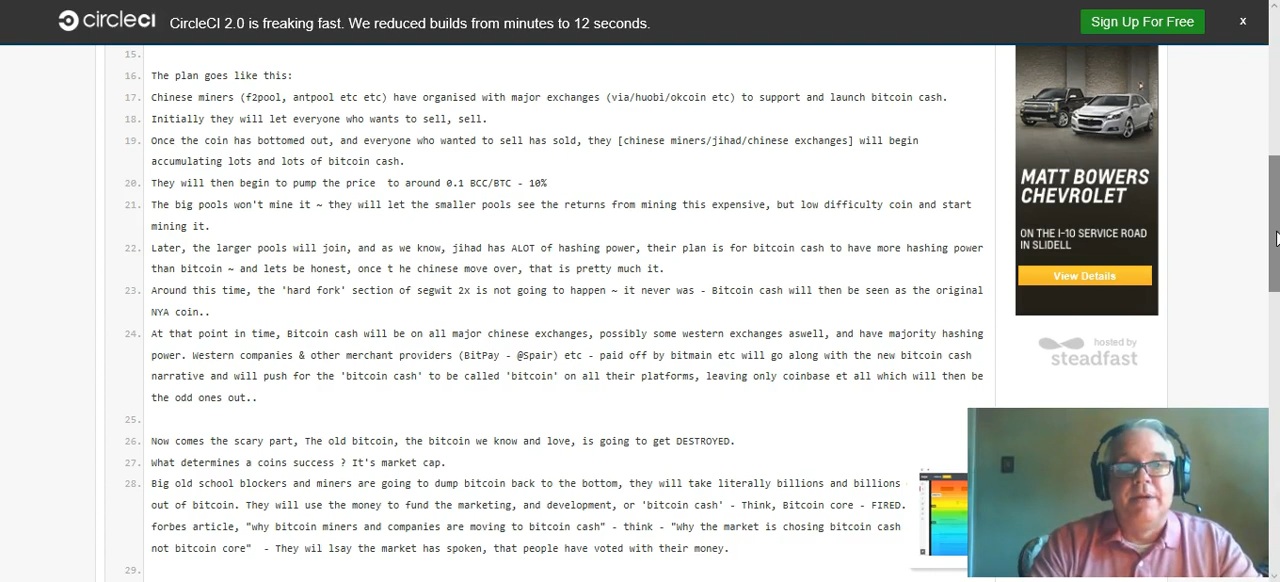 circleci CircleCI 2.0 is freaking fast. We reduced builds from minutes to 12 seconds. Sign Up For Free x
15.
16. The plan goes like this:
17. Chinese miners (f2pool, antpool etc etc) have organised with major exchanges (via/huobi/okcoin etc) to support and launch bitcoin cash.
18. Initially they will let everyone who wants to sell, sell.
19. Once the coin has bottomed out, and everyone who wanted to sell has sold, they [chinese miners/jihad/chinese exchanges] will begin
accumulating lots and lots of bitcoin cash.
20. They will then begin to pump the price  to around 0.1 BCC/BTC - 10%
21. The big pools won't mine it ~ they will let the smaller pools see the returns from mining this expensive, but low difficulty coin and start
mining it.
22. Later, the larger pools will join, and as we know, jihad has ALOT of hashing power, their plan is for bitcoin cash to have more hashing power
than bitcoin ~ and lets be honest, once t he chinese move over, that is pretty much it.
23. Around this time, the 'hard fork' section of segwit 2x is not going to happen ~ it never was - Bitcoin cash will then be seen as the original
NYA coin..
24. At that point in time, Bitcoin cash will be on all major chinese exchanges, possibly some western exchanges aswell, and have majority hashing
power. Western companies & other merchant providers (BitPay - @Spair) etc - paid off by bitmain etc will go along with the new bitcoin cash
narrative and will push for the 'bitcoin cash' to be called 'bitcoin' on all their platforms, leaving only coinbase et all which will then be
the odd ones out..
25.
26. Now comes the scary part, The old bitcoin, the bitcoin we know and love, is going to get DESTROYED.
27. What determines a coins success ? It's market cap.
28. Big old school
and miners are going to dump bitcoin back to the bottom, they will take literally billions and billions
out of bitcoin. They will use the money to fund the marketing, and development, or 'bitcoin cash' - Think, Bitcoin core - FIRED.
forbes article, "why bitcoin miners and companies are moving to bitcoin cash" - think - "Why the market is chosing bitcoin cash
not bitcoin core"  - They wil lsay the market has spoken, that people have voted with their money.
29.
MATT BOWERS
CHEVROLET
ON THE I-10 SERVICE ROAD
IN SLIDELL
View Details
hosted by
steadfast